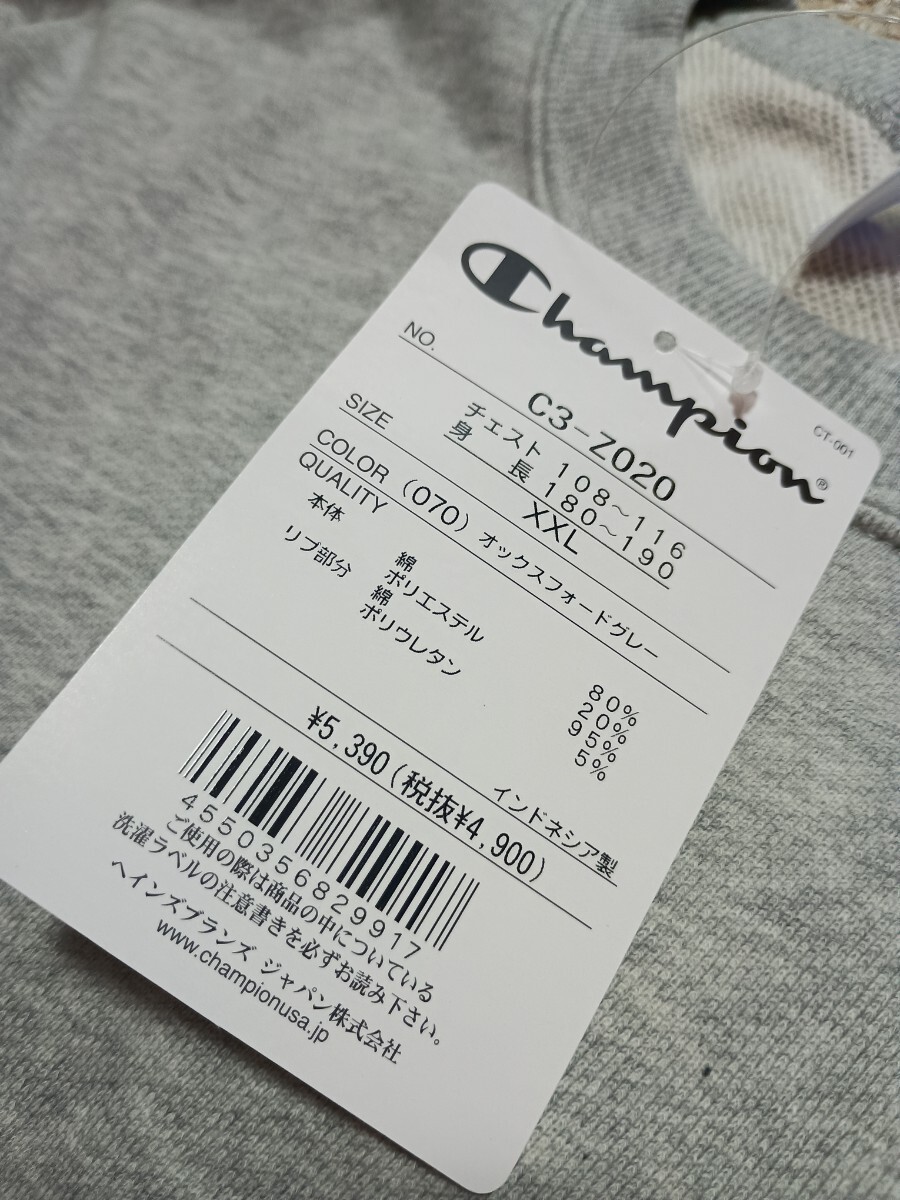 Champion®
CT-001
NO. C3-Z020
SIZE チェスト 108~116
身長 180~190
XXL
COLOR (070) オックスフォードグレー
QUALITY
本体 綿 80%
ポリエステル 20%
リブ部分 綿 95%
ポリウレタン 5%
インドネシア製
¥5,390(税抜¥4,900)
4550356829917
ご使用の際は商品の中についている
洗濯ラベルの注意書きを必ずお読み下さい。
ヘインズブランズ ジャパン株式会社
www.championusa.jp